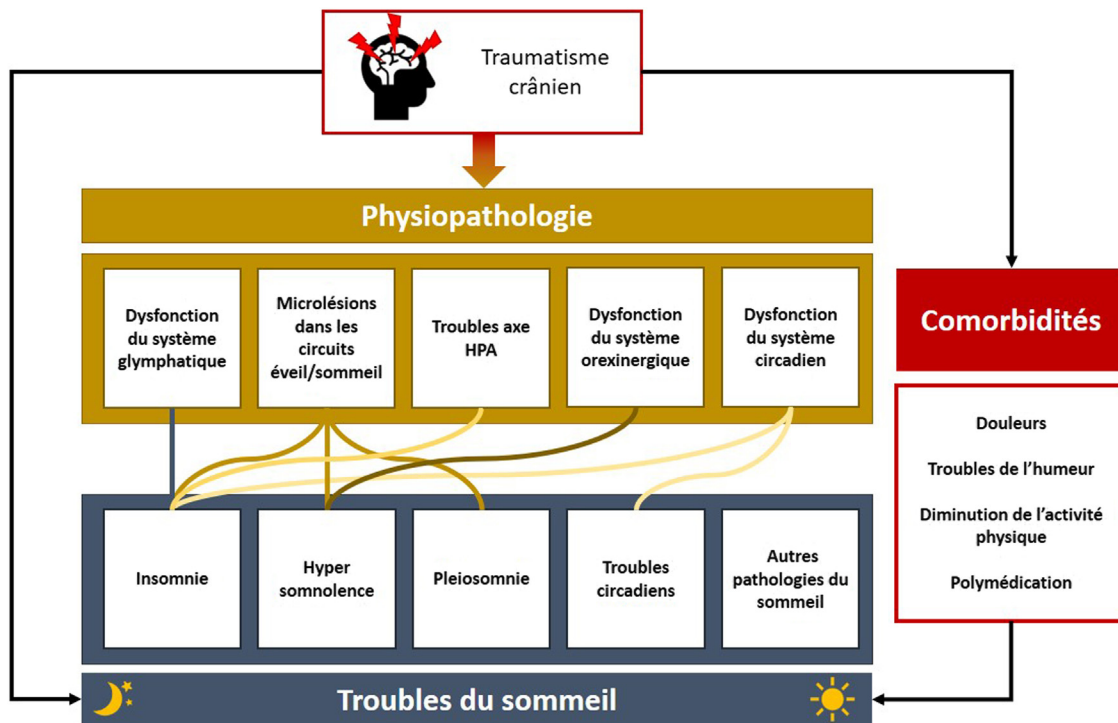 Traumatisme
crânien
Physiopathologie
Dysfonction
du système
glymphatique
Microlésions
dans les
circuits
éveil/sommeil
Troubles axe
HPA
Dysfonction
du système
orexinergique
Dysfonction
du système
circadien
Comorbidités
Douleurs
Troubles de l’humeur
Diminution de l’activité
physique
Polymédication
Insomnie
Hyper
somnolence
Pleiosomnie
Troubles
circadiens
Autres
pathologies du
sommeil
Troubles du sommeil